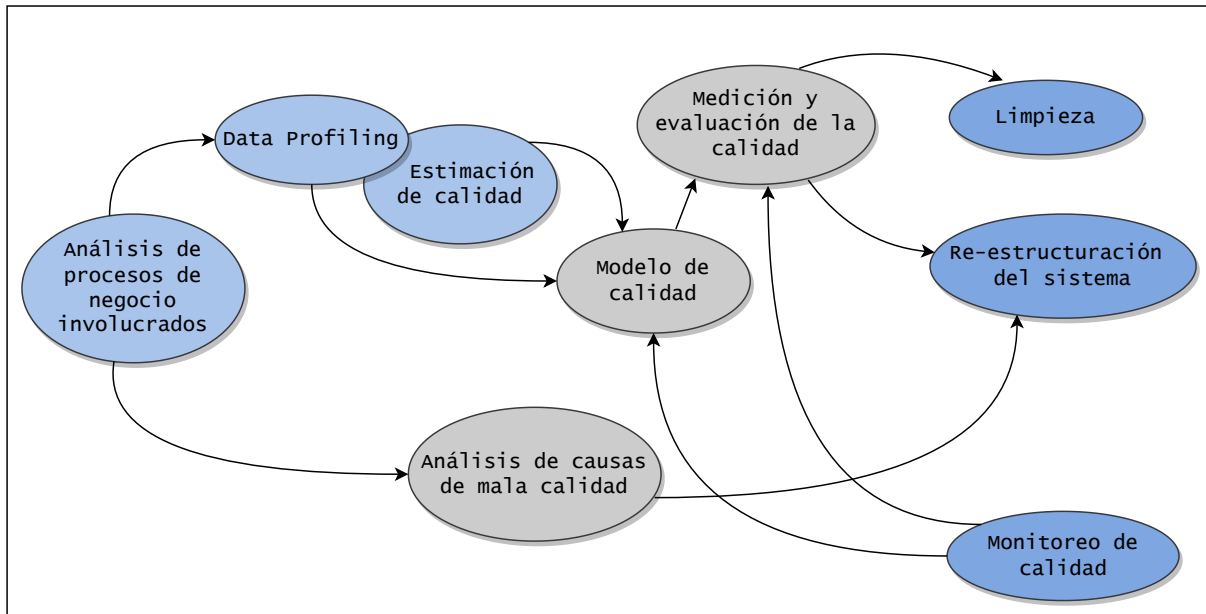 Data Profiling
Estimación
de calidad
Análisis de
procesos de
negocio
involucrados
Modelo de
calidad
Medición y
evaluación de la
calidad
Limpieza
Re-estructuración
del sistema
Análisis de causas
de mala calidad
Monitoreo de
calidad